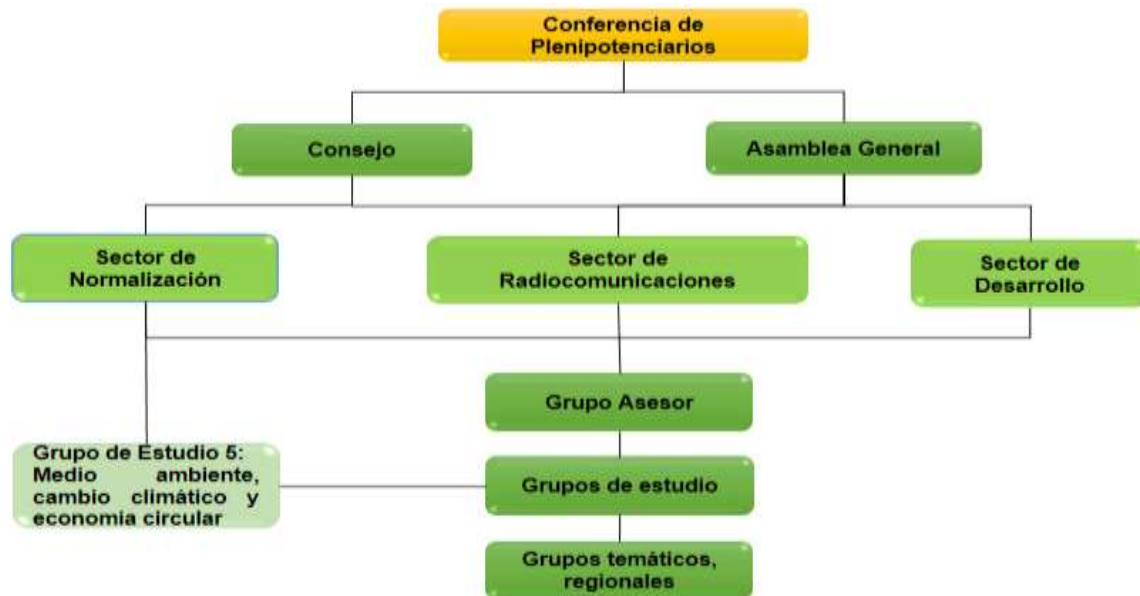 Conferencia de
Plenipotenciarios
Consejo
Asamblea General
Sector de
Normalización
Sector de
Radiocomunicaciones
Sector de
Desarrollo
Grupo Asesor
Grupo de Estudio 5:
Medio ambiente,
cambio climático y
economía circular
Grupos de estudio
Grupos temáticos,
regionales